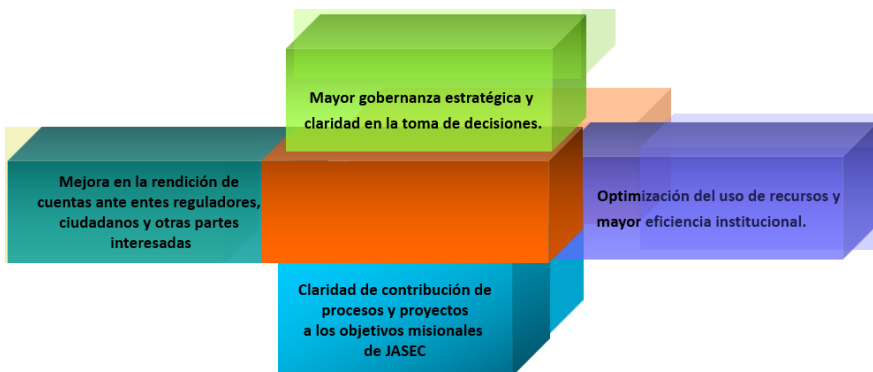 Mayor gobernanza estratégica y
claridad en la toma de decisiones.
Mejora en la rendición de
cuentas ante entes reguladores,
ciudadanos y otras partes
interesadas
Optimización del uso de recursos y
mayor eficiencia institucional.
Claridad de contribución de
procesos y proyectos
a los objetivos misionales
de JASEC